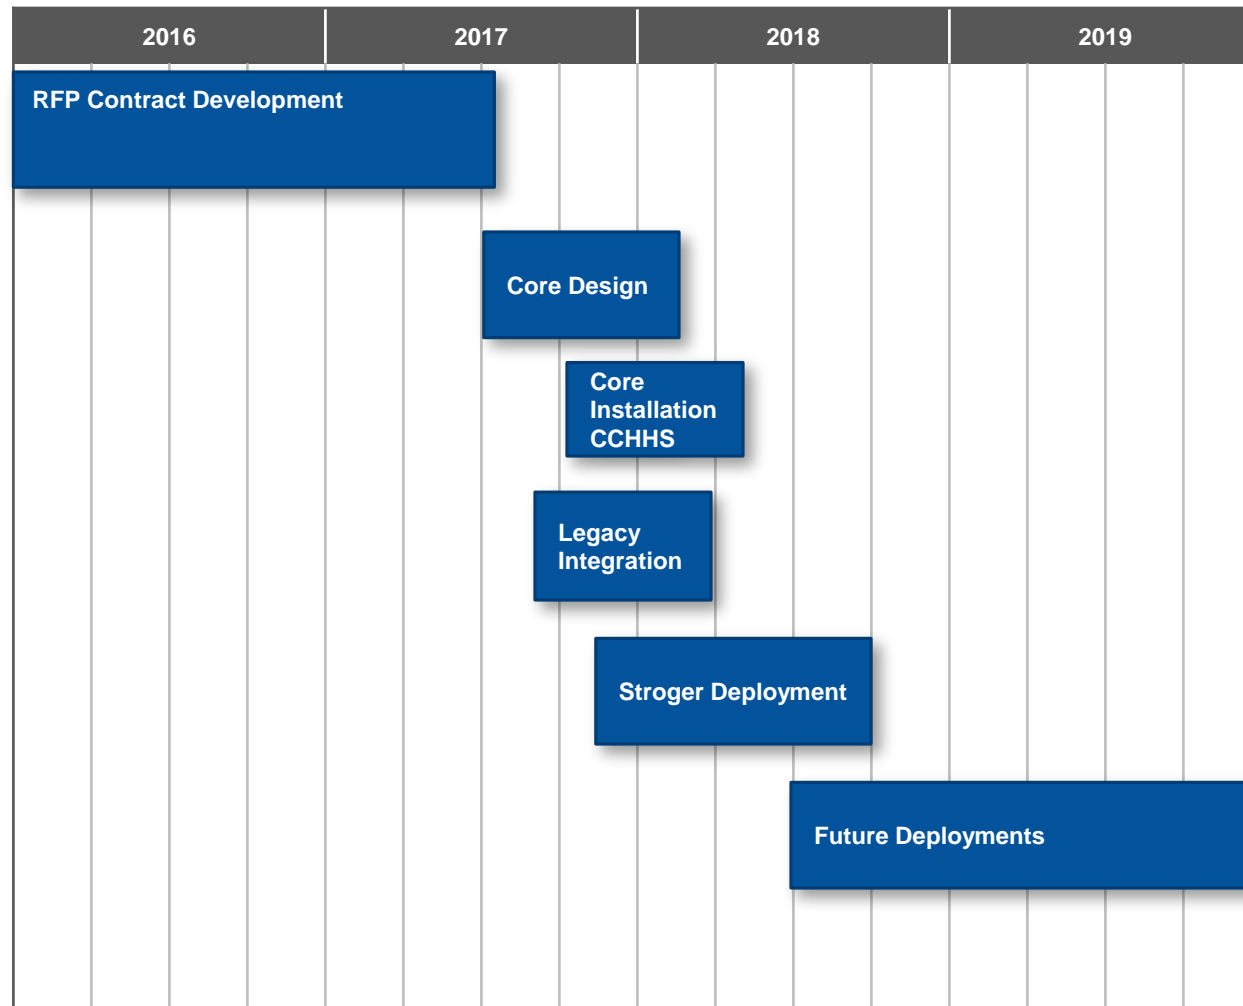 2016 2017 2018 2019
RFP Contract Development
Core Design
Core
Installation
CCHHS
Legacy
Integration
Stroger Deployment
Future Deployments